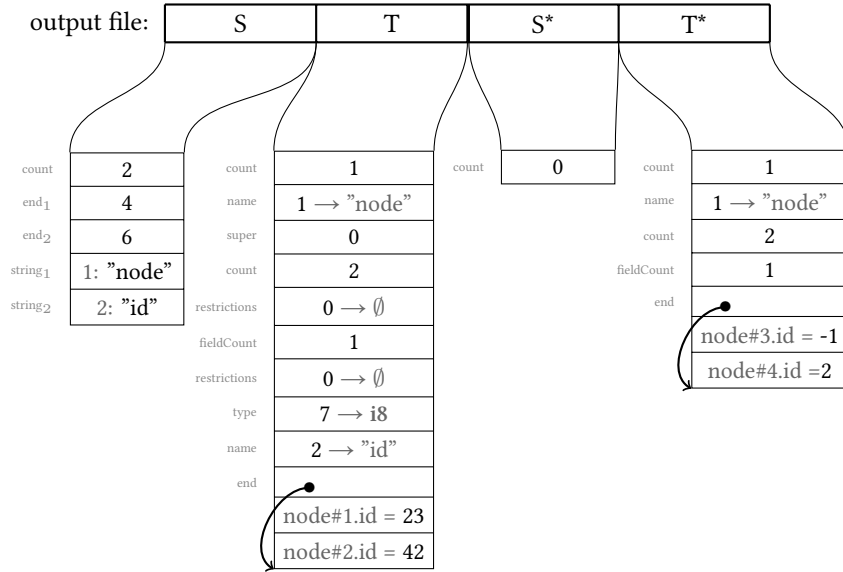 output file: S T S* T*
count 2
end1 4
end2 6
string1 1: ”node”
string2 2: ”id”
count 1
name 1 → ”node”
super 0
count 2
restrictions 0 → ∅
fieldCount 1
restrictions 0 → ∅
type 7 → i8
name 2 → ”id”
end
node#1.id = 23
node#2.id = 42
count 0
count 1
name 1 → ”node”
count 2
fieldCount 1
end
node#3.id = -1
node#4.id =2